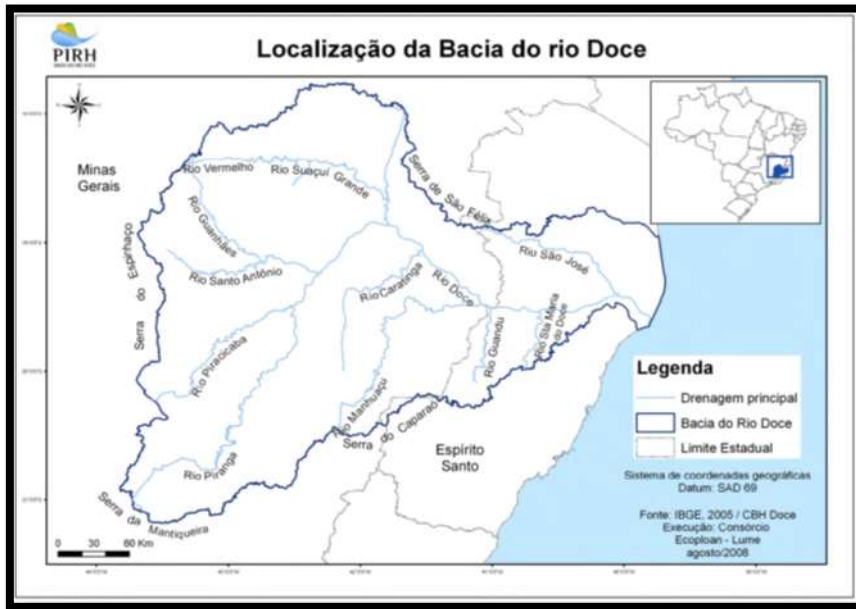 PIRH
Localização da Bacia do rio Doce
Minas
Gerais
Rio Vermelho
Rio Suaçuí Grande
Serra de São Félix
Rio Guanhães
Rio Santo Antônio
Serra do Espinhaço
Riu São José
Rio Caratinga
Rio Doce
Rio Guandu
Rio Sta Maria
do Doce
Rio Piracicaba
Rio Manhuaçu
Serra do Caparaó
Espírito
Santo
Rio Piranga
Serra da Mantiqueira
0 30 60 Km
Legenda
Drenagem principal
Bacia do Rio Doce
Limite Estadual
Sistema de coordenadas geográficas
Datum: SAD 69
Fonte: IBGE, 2005 / CBH Doce
Execução: Consórcio
Ecoploan - Lume
agosto/2008